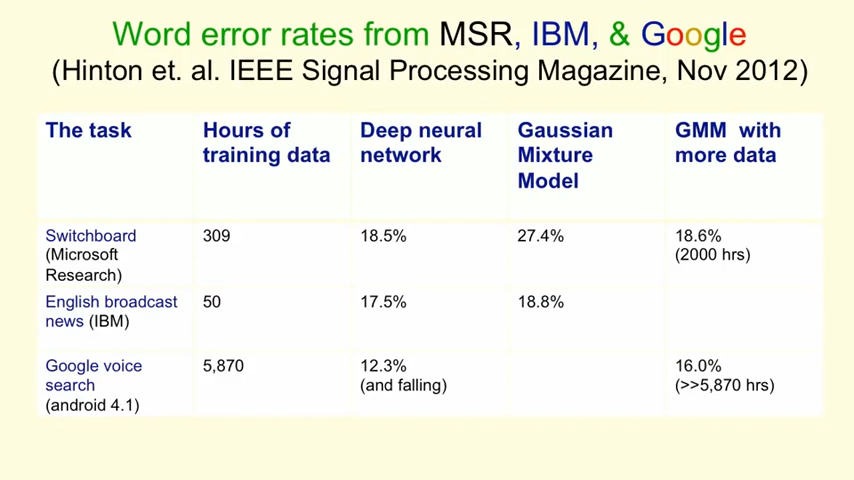 Word error rates from MSR, IBM, & Google
(Hinton et. al. IEEE Signal Processing Magazine, Nov 2012)
The task
Hours of
training data
Deep neural
network
Gaussian
Mixture
Model
GMM with
more data
Switchboard
(Microsoft
Research)
309
18.5%
27.4%
18.6%
(2000 hrs)
English broadcast
news (IBM)
50
17.5%
18.8%
Google voice
search
(android 4.1)
5,870
12.3%
(and falling)
16.0%
(>>5,870 hrs)